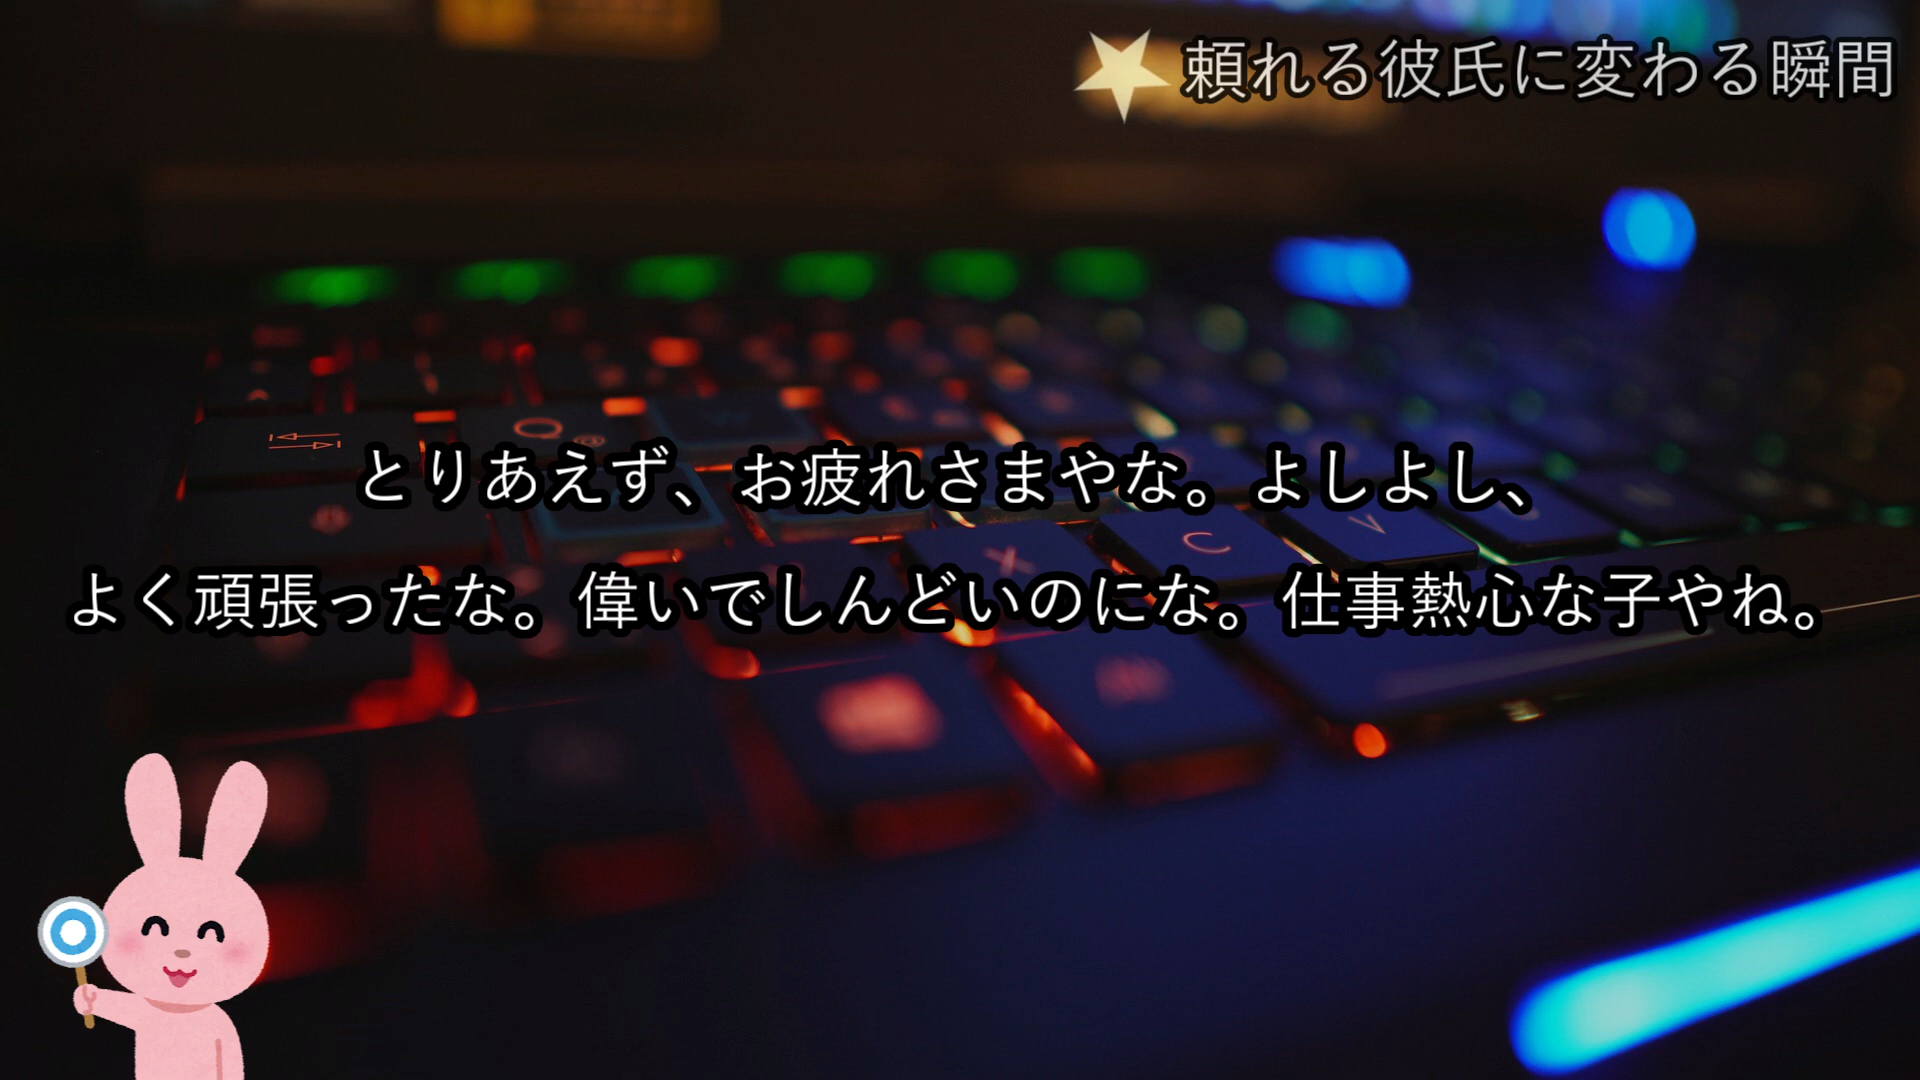 頼れる彼氏に変わる瞬間
Q
とりあえず、お疲れさまやな。よしよし、
X
C
V
よく頑張ったな。偉いでしんどいのにな。仕事熱心な子やね。